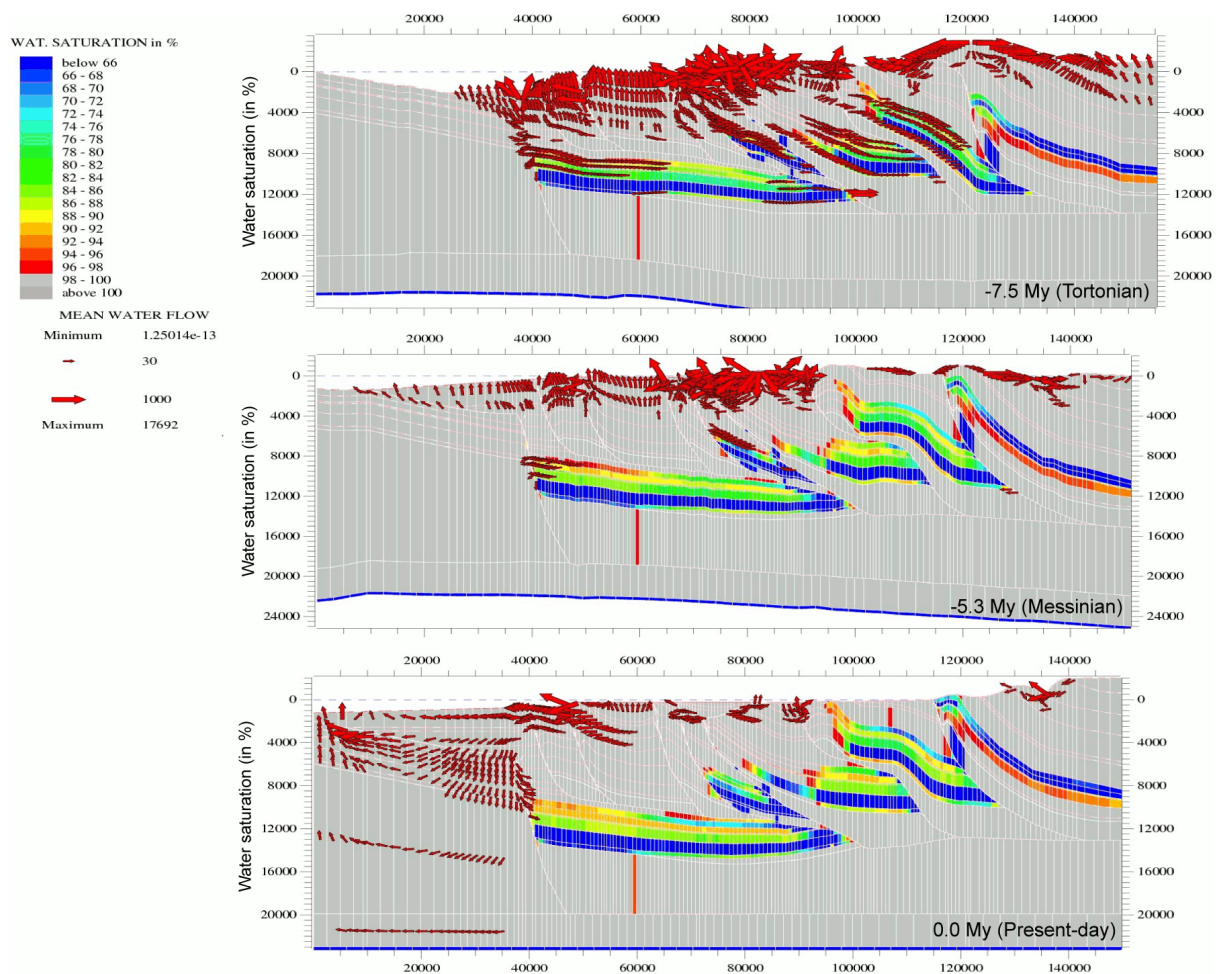 20000 40000 60000 80000 100000 120000 140000
WAT. SATURATION in %
below 66
66 - 68
68 - 70
70 - 72
72 - 74
74 - 76
76 - 78
78 - 80
80 - 82
82 - 84
84 - 86
86 - 88
88 - 90
90 - 92
92 - 94
94 - 96
96 - 98
98 - 100
above 100
MEAN WATER FLOW
Minimum 1.25014e-13
30
1000
Maximum 17692
Water saturation (in %)
0 0
4000 4000
8000 8000
12000 12000
16000 16000
20000 20000
-7.5 My (Tortonian)
20000 40000 60000 80000 100000 120000 140000
Water saturation (in %)
0 0
4000 4000
8000 8000
12000 12000
16000 16000
20000 20000
24000 24000
-5.3 My (Messinian)
20000 40000 60000 80000 100000 120000 140000
Water saturation (in %)
0 0
4000 4000
8000 8000
12000 12000
16000 16000
20000 20000
0.0 My (Present-day)
20000 40000 60000 80000 100000 120000 140000